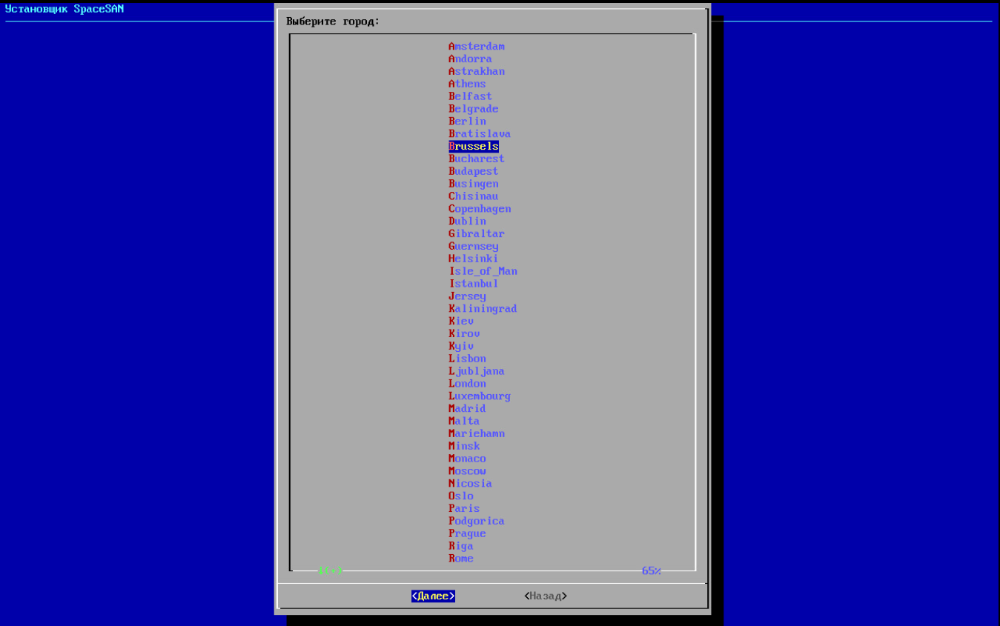 Установщик SpaceSAN
Выберите город:
Amsterdam
Andorra
Astrakhan
Athens
Belfast
Belgrade
Berlin
Bratislava
Brussels
Bucharest
Budapest
Busingen
Chisinau
Copenhagen
Dublin
Gibraltar
Guernsey
Helsinki
Isle_of_Man
Istanbul
Jersey
Kaliningrad
Kiev
Kirov
Kyiv
Lisbon
Ljubljana
London
Luxembourg
Madrid
Malta
Mariehamn
Minsk
Monaco
Moscow
Nicosia
Oslo
Paris
Podgorica
Prague
Riga
Rome
↓(+) 65%
<Далее> <Назад>